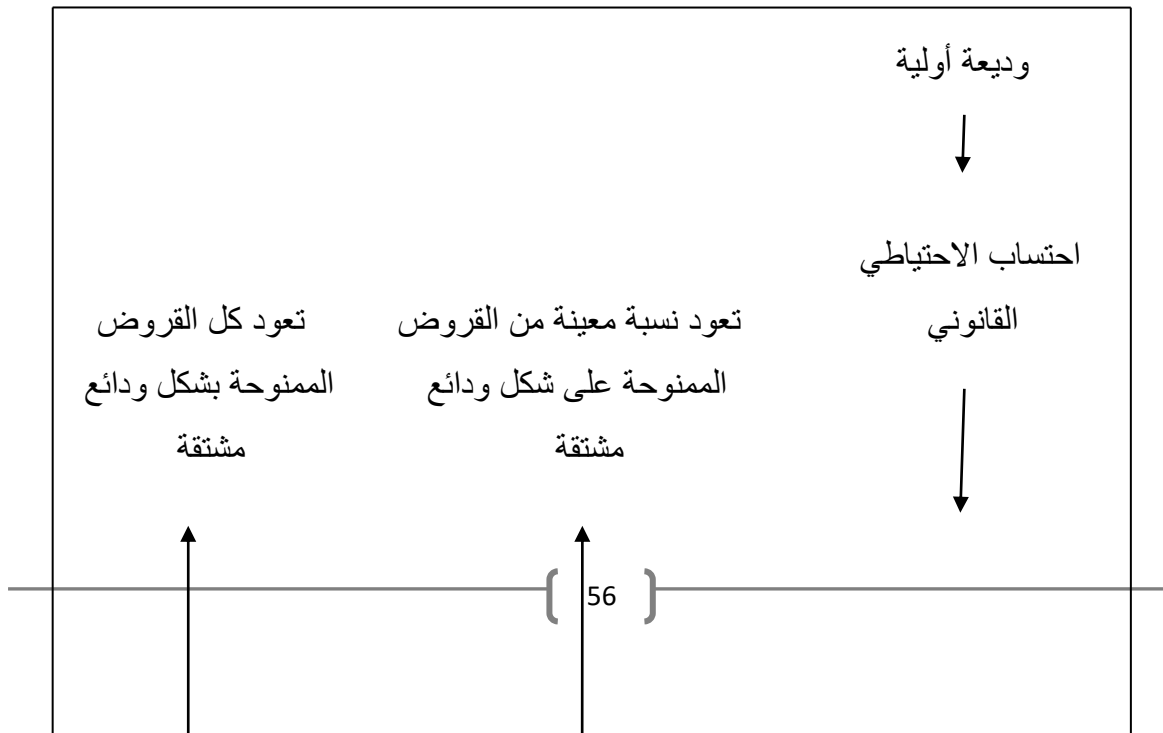 وديعة أولية
احتساب الاحتياطي
القانوني
تعود نسبة معينة من القروض
الممنوحة على شكل ودائع
مشتقة
تعود كل القروض
الممنوحة بشكل ودائع
مشتقة
56